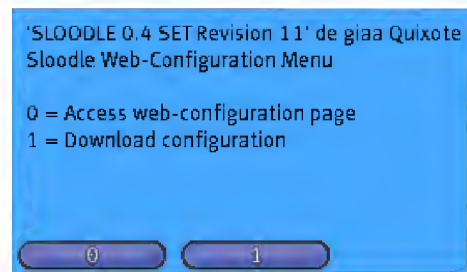 'SLOODLE 0.4 SET Revision 11' de giaa Quixote
Sloodle Web-Configuration Menu
0 = Access web-configuration page
1 = Download configuration
0 1